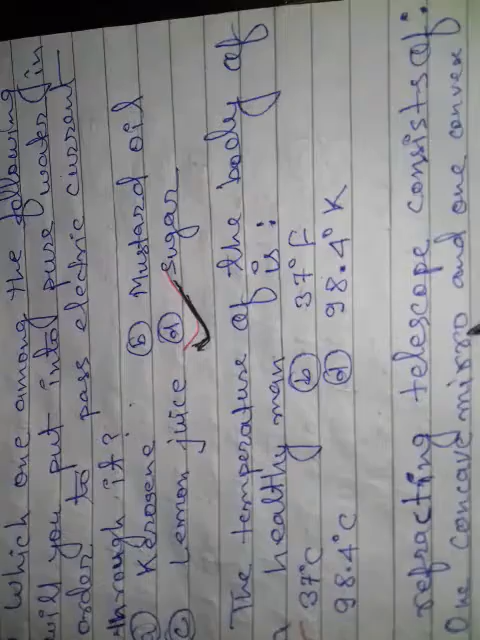 Which one among the following
will you put into pure water in
order to pass electric current
through it?
(a) Kerosene (b) Mustard oil
(c) Lemon juice (d) Sugar
The temperature of the body of
healthy man is:
37°C (b) 37°F
98.4°C (d) 98.4°K
refracting telescope consists of:
One concave mirro and one convex